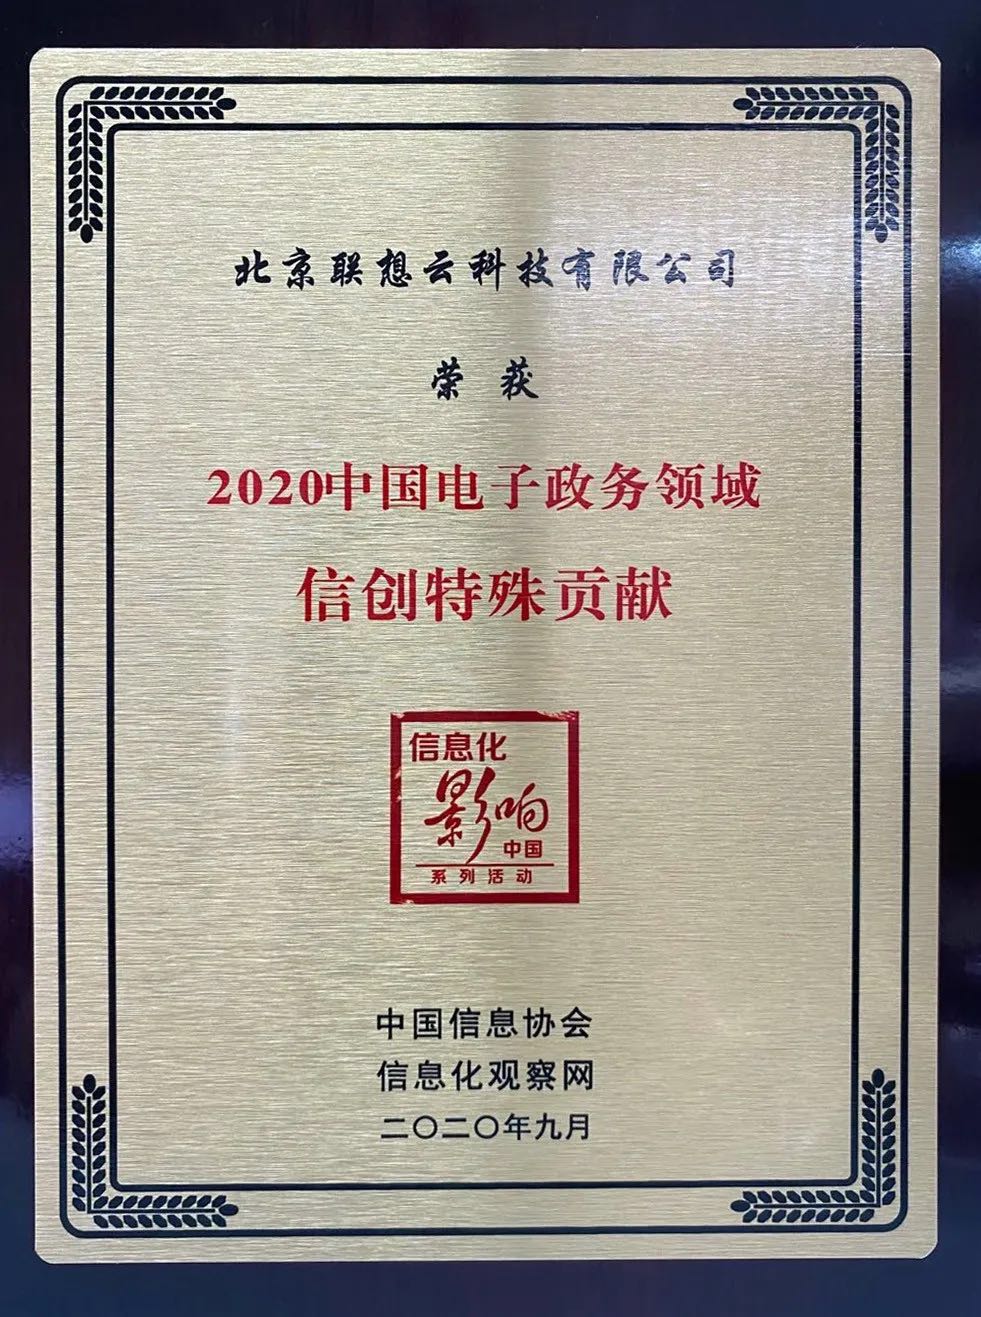 北京联想云科技有限公司
荣获
2020中国电子政务领域
信创特殊贡献
信息化
影响
中国
系列活动
中国信息协会
信息化观察网
二〇二〇年九月